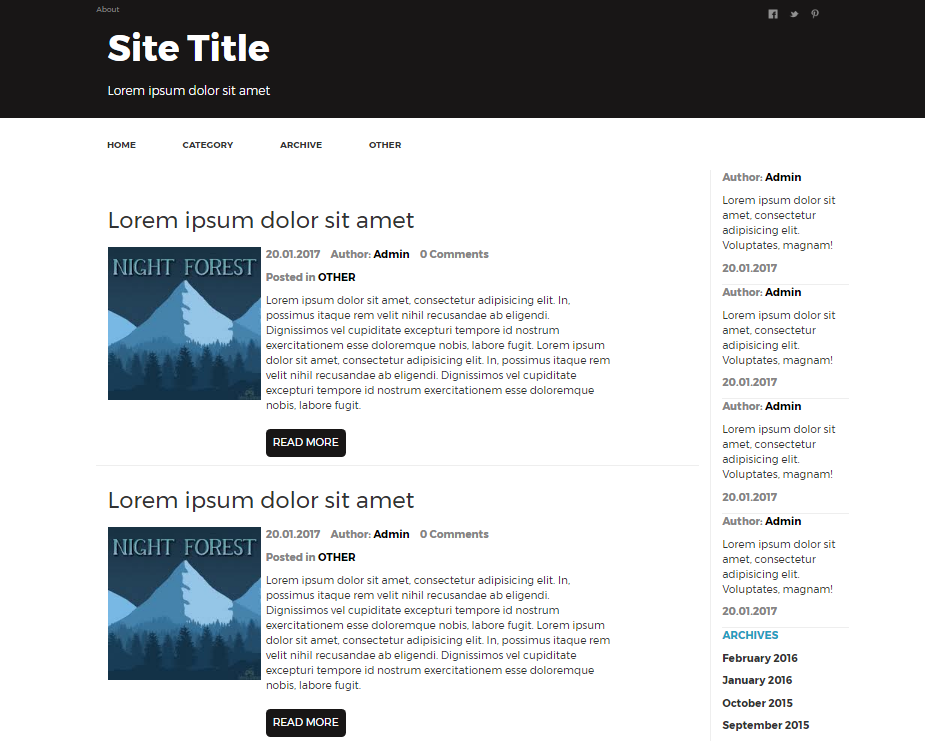 About
Site Title
Lorem ipsum dolor sit amet
HOME CATEGORY ARCHIVE OTHER
Lorem ipsum dolor sit amet
NIGHT FOREST
20.01.2017 Author: Admin 0 Comments
Posted in OTHER
Lorem ipsum dolor sit amet, consectetur adipisicing elit. In,
possimus itaque rem velit nihil recusandae ab eligendi.
Dignissimos vel cupiditate excepturi tempore id nostrum
exercitationem esse doloremque nobis, labore fugit. Lorem ipsum
dolor sit amet, consectetur adipisicing elit. In, possimus itaque rem
velit nihil recusandae ab eligendi. Dignissimos vel cupiditate
excepturi tempore id nostrum exercitationem esse doloremque
nobis, labore fugit.
READ MORE
Lorem ipsum dolor sit amet
NIGHT FOREST
20.01.2017 Author: Admin 0 Comments
Posted in OTHER
Lorem ipsum dolor sit amet, consectetur adipisicing elit. In,
possimus itaque rem velit nihil recusandae ab eligendi.
Dignissimos vel cupiditate excepturi tempore id nostrum
exercitationem esse doloremque nobis, labore fugit. Lorem ipsum
dolor sit amet, consectetur adipisicing elit. In, possimus itaque rem
velit nihil recusandae ab eligendi. Dignissimos vel cupiditate
excepturi tempore id nostrum exercitationem esse doloremque
nobis, labore fugit.
READ MORE
Author: Admin
Lorem ipsum dolor sit
amet, consectetur
adipisicing elit.
Voluptates, magnam!
20.01.2017
Author: Admin
Lorem ipsum dolor sit
amet, consectetur
adipisicing elit.
Voluptates, magnam!
20.01.2017
Author: Admin
Lorem ipsum dolor sit
amet, consectetur
adipisicing elit.
Voluptates, magnam!
20.01.2017
Author: Admin
Lorem ipsum dolor sit
amet, consectetur
adipisicing elit.
Voluptates, magnam!
20.01.2017
ARCHIVES
February 2016
January 2016
October 2015
September 2015